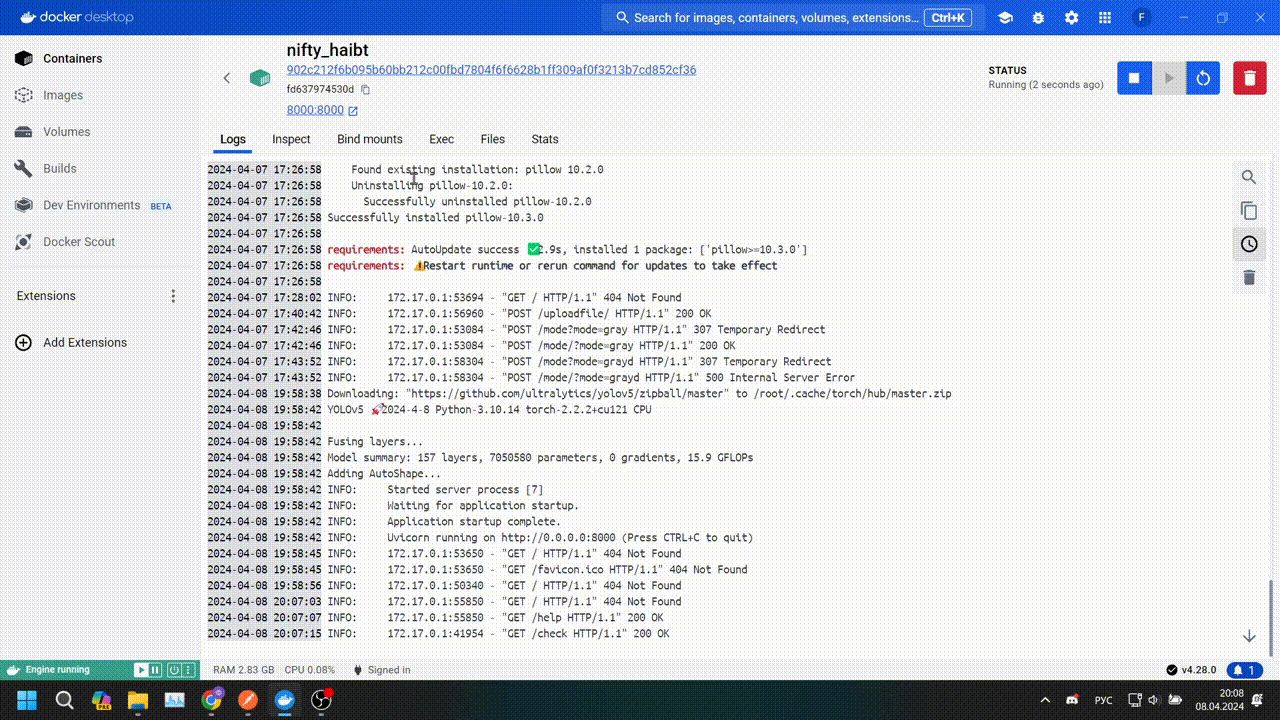 docker desktop
Search for images, containers, volumes, extensions... Ctrl+K
F
Containers
Images
Volumes
Builds
Dev Environments BETA
Docker Scout
Extensions
Add Extensions
nifty_haibt
902c212f6b095b60bb212c00fbd7804f6f6628b1ff309af0f3213b7cd852cf36
fd637974530d
8000:8000
STATUS
Running (2 seconds ago)
Logs Inspect Bind mounts Exec Files Stats
2024-04-07 17:26:58 Found existing installation: pillow 10.2.0
2024-04-07 17:26:58 Uninstalling pillow-10.2.0:
2024-04-07 17:26:58 Successfully uninstalled pillow-10.2.0
2024-04-07 17:26:58 Successfully installed pillow-10.3.0
2024-04-07 17:26:58
2024-04-07 17:26:58 requirements: AutoUpdate success ✅2.9s, installed 1 package: ['pillow>=10.3.0']
2024-04-07 17:26:58 requirements: ⚠️Restart runtime or rerun command for updates to take effect
2024-04-07 17:26:58
2024-04-07 17:28:02 INFO: 172.17.0.1:53694 - "GET / HTTP/1.1" 404 Not Found
2024-04-07 17:40:42 INFO: 172.17.0.1:56960 - "POST /uploadfile/ HTTP/1.1" 200 OK
2024-04-07 17:42:46 INFO: 172.17.0.1:53084 - "POST /mode?mode=gray HTTP/1.1" 307 Temporary Redirect
2024-04-07 17:42:46 INFO: 172.17.0.1:53084 - "POST /mode/?mode=gray HTTP/1.1" 200 OK
2024-04-07 17:43:52 INFO: 172.17.0.1:58304 - "POST /mode?mode=grayd HTTP/1.1" 307 Temporary Redirect
2024-04-07 17:43:52 INFO: 172.17.0.1:58304 - "POST /mode/?mode=grayd HTTP/1.1" 500 Internal Server Error
2024-04-08 19:58:38 Downloading: "https://github.com/ultralytics/yolov5/zipball/master" to /root/.cache/torch/hub/master.zip
2024-04-08 19:58:42 YOLOv5 🚀2024-4-8 Python-3.10.14 torch-2.2.2+cu121 CPU
2024-04-08 19:58:42
2024-04-08 19:58:42 Fusing layers...
2024-04-08 19:58:42 Model summary: 157 layers, 7050580 parameters, 0 gradients, 15.9 GFLOPs
2024-04-08 19:58:42 Adding AutoShape...
2024-04-08 19:58:42 INFO: Started server process [7]
2024-04-08 19:58:42 INFO: Waiting for application startup.
2024-04-08 19:58:42 INFO: Application startup complete.
2024-04-08 19:58:42 INFO: Uvicorn running on http://0.0.0.0:8000 (Press CTRL+C to quit)
2024-04-08 19:58:45 INFO: 172.17.0.1:53650 - "GET / HTTP/1.1" 404 Not Found
2024-04-08 19:58:45 INFO: 172.17.0.1:53650 - "GET /favicon.ico HTTP/1.1" 404 Not Found
2024-04-08 19:58:56 INFO: 172.17.0.1:50340 - "GET / HTTP/1.1" 404 Not Found
2024-04-08 20:07:03 INFO: 172.17.0.1:55850 - "GET / HTTP/1.1" 404 Not Found
2024-04-08 20:07:07 INFO: 172.17.0.1:55850 - "GET /help HTTP/1.1" 200 OK
2024-04-08 20:07:15 INFO: 172.17.0.1:41954 - "GET /check HTTP/1.1" 200 OK
Engine running
RAM 2.83 GB CPU 0.08% Signed in
v4.28.0
1
PRE
РУС
20:08
08.04.2024